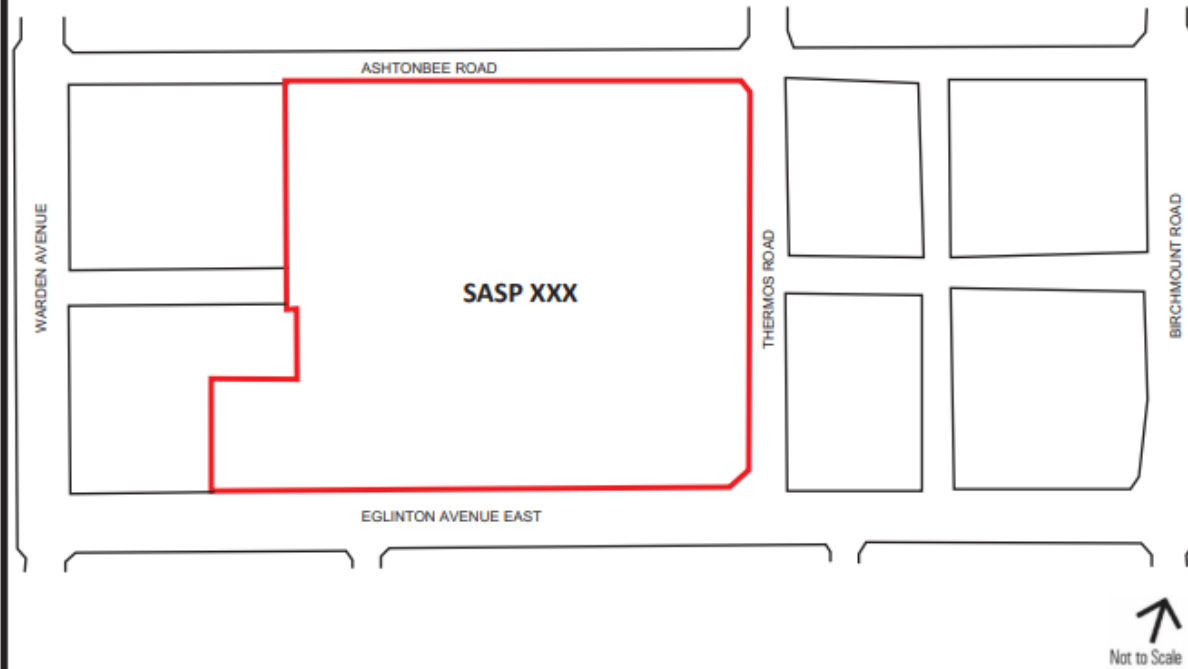 ASHTONBEE ROAD
WARDEN AVENUE
SASP XXX
THERMOS ROAD
BIRCHMOUNT ROAD
EGLINTON AVENUE EAST
Not to Scale